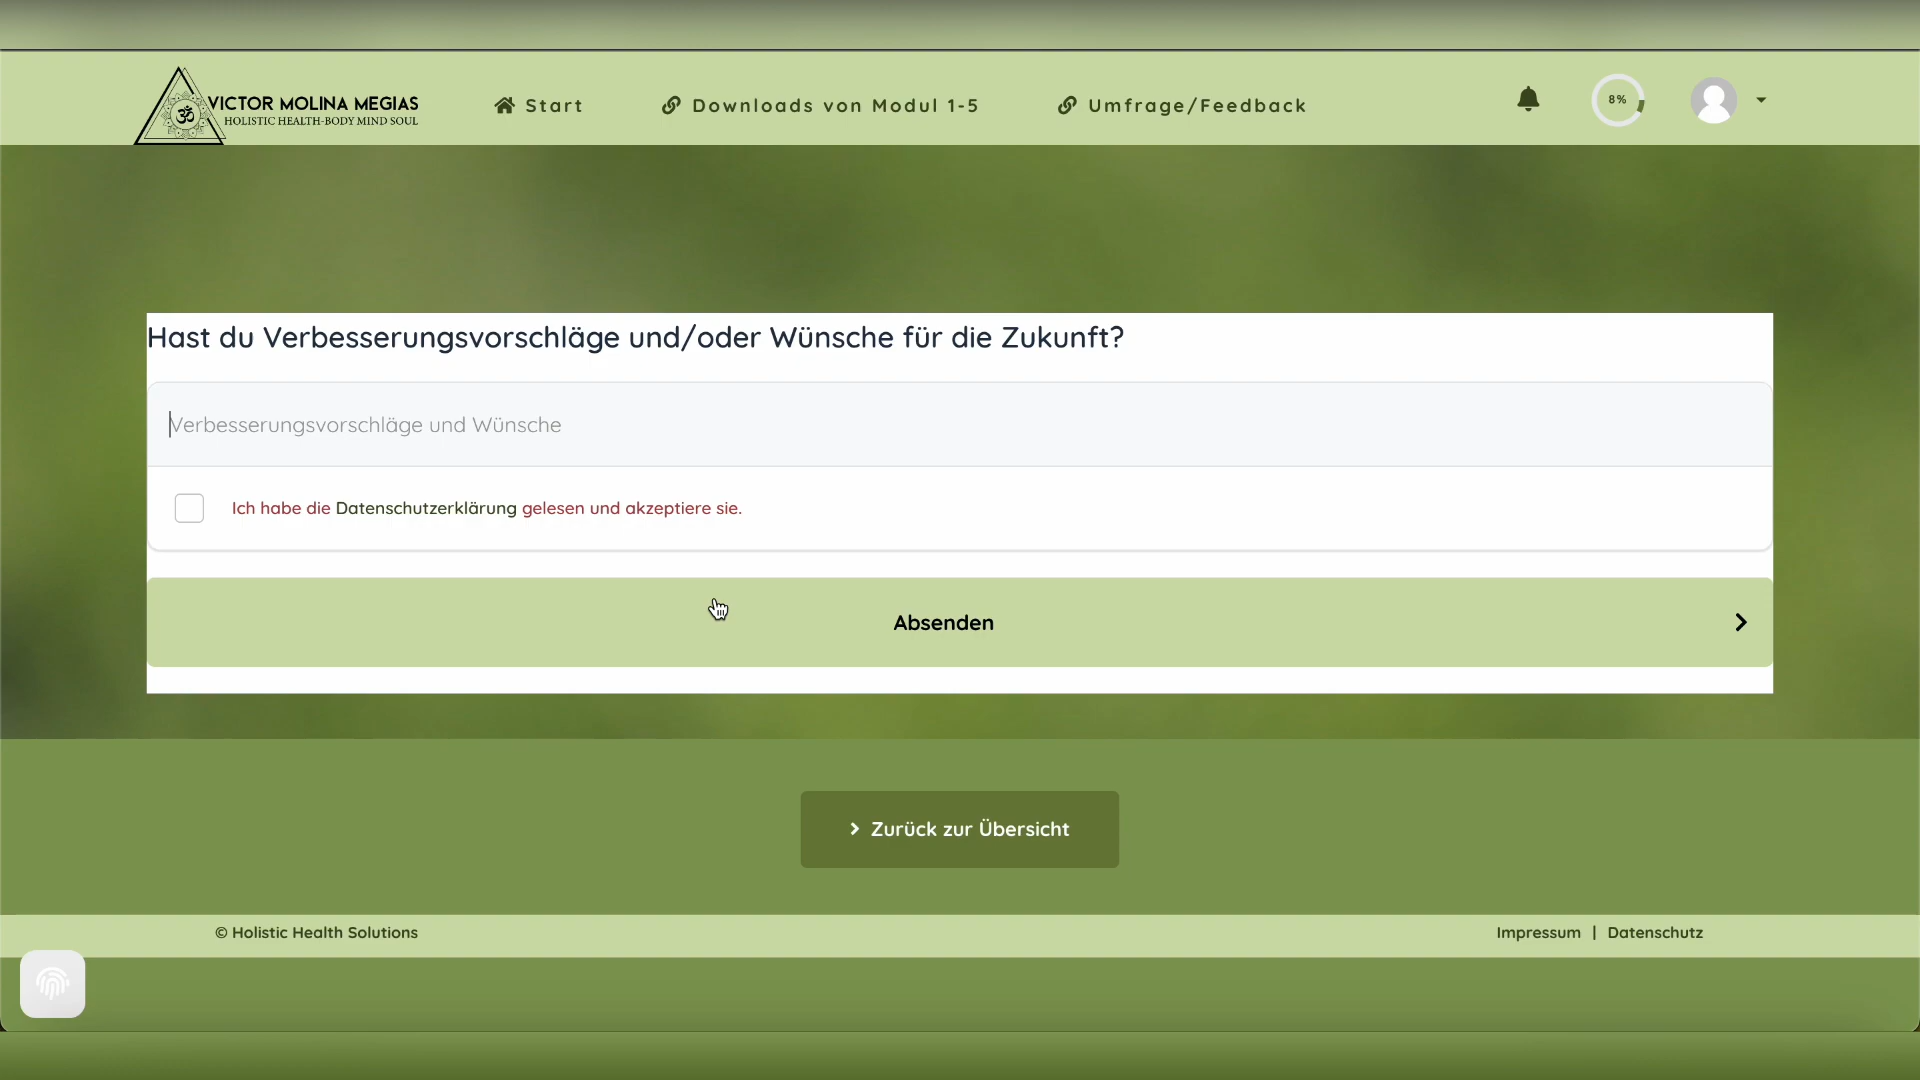 VICTOR MOLINA MEGIAS
HOLISTIC HEALTH-BODY MIND SOUL
ॐ
Start
Downloads von Modul 1-5
Umfrage/Feedback
8%
Hast du Verbesserungsvorschläge und/oder Wünsche für die Zukunft?
Verbesserungsvorschläge und Wünsche
Ich habe die Datenschutzerklärung gelesen und akzeptiere sie.
Absenden
Zurück zur Übersicht
© Holistic Health Solutions
Impressum | Datenschutz